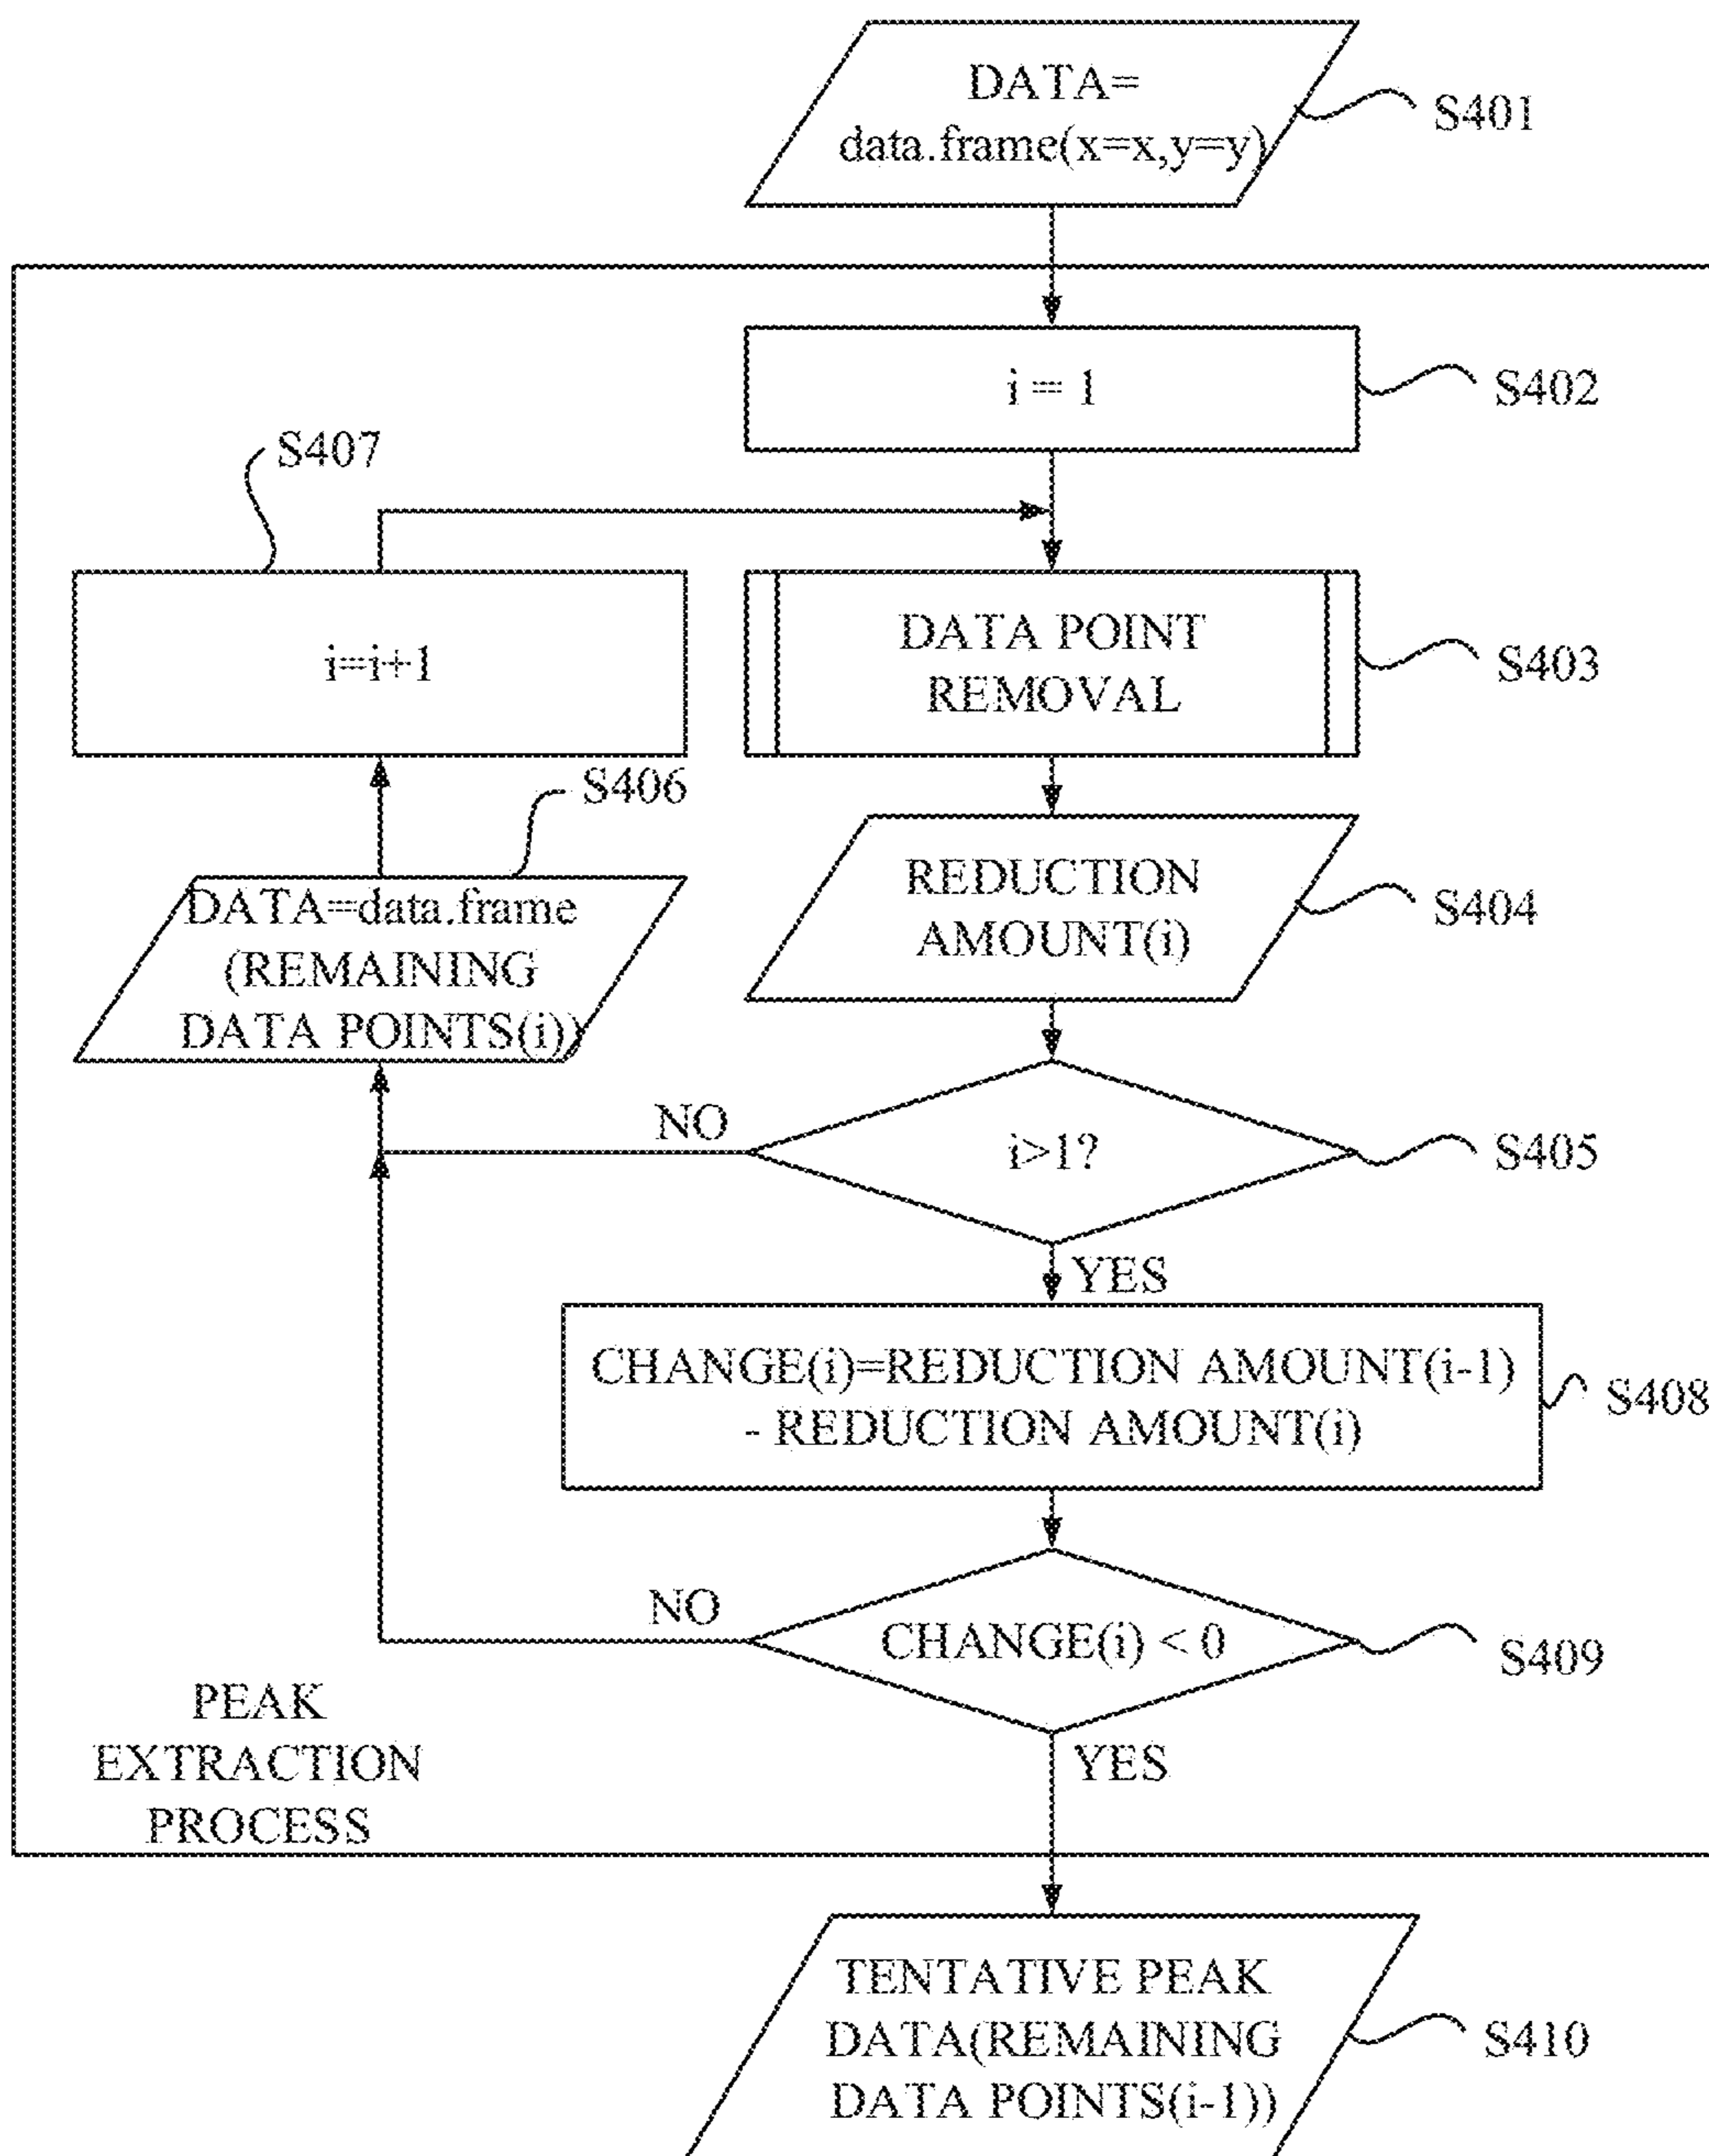 DATA=
data.frame(x=x,y=y)
S401
i = 1
S402
S407
i=i+1
DATA POINT
REMOVAL
S403
S406
DATA=data.frame
(REMAINING
DATA POINTS(i))
REDUCTION
AMOUNT(i)
S404
NO
i>1?
S405
YES
CHANGE(i)=REDUCTION AMOUNT(i-1)
- REDUCTION AMOUNT(i)
S408
NO
CHANGE(i) < 0
S409
YES
PEAK
EXTRACTION
PROCESS
TENTATIVE PEAK
DATA(REMAINING
DATA POINTS(i-1))
S410